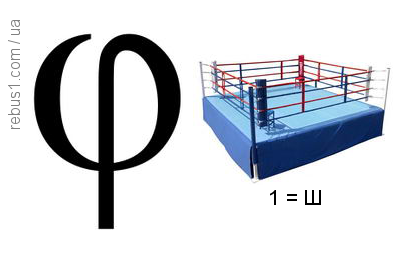 rebus1.com / ua
φ
1 = Ш